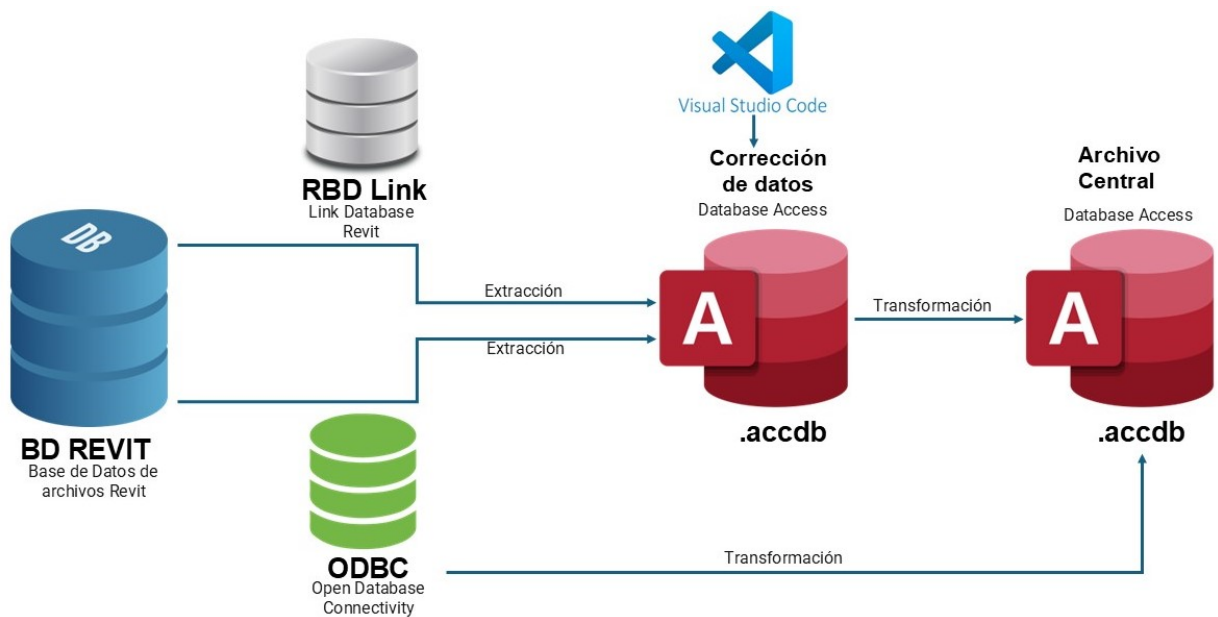 Visual Studio Code
RBD Link
Link Database
Revit
Corrección
de datos
Database Access
Archivo
Central
Database Access
DB
Extracción
Extracción
A
Transformación
A
BD REVIT
Base de Datos de
archivos Revit
.accdb
.accdb
ODBC
Open Database
Connectivity
Transformación